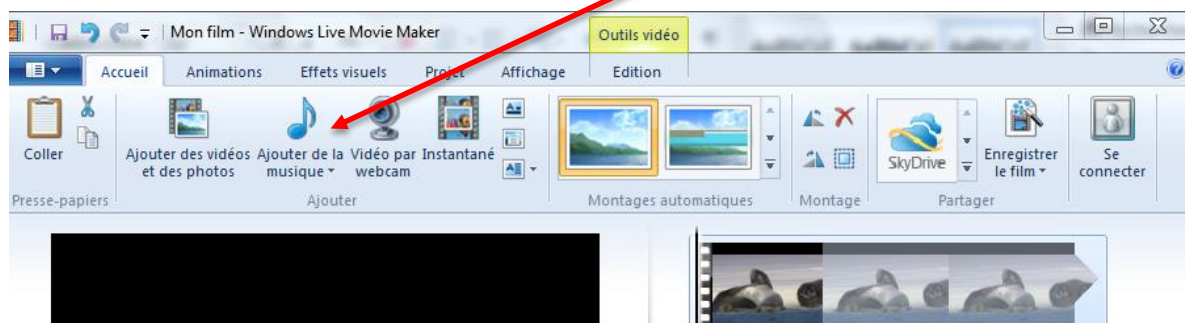 Mon film - Windows Live Movie Maker
Outils vidéo
Accueil Animations Effets visuels Projet Affichage Edition
Coller
Ajouter des vidéos
et des photos
Ajouter de la
musique
Vidéo par
webcam
Instantané
SkyDrive
Enregistrer
le film
Se
connecter
Presse-papiers Ajouter Montages automatiques Montage Partager